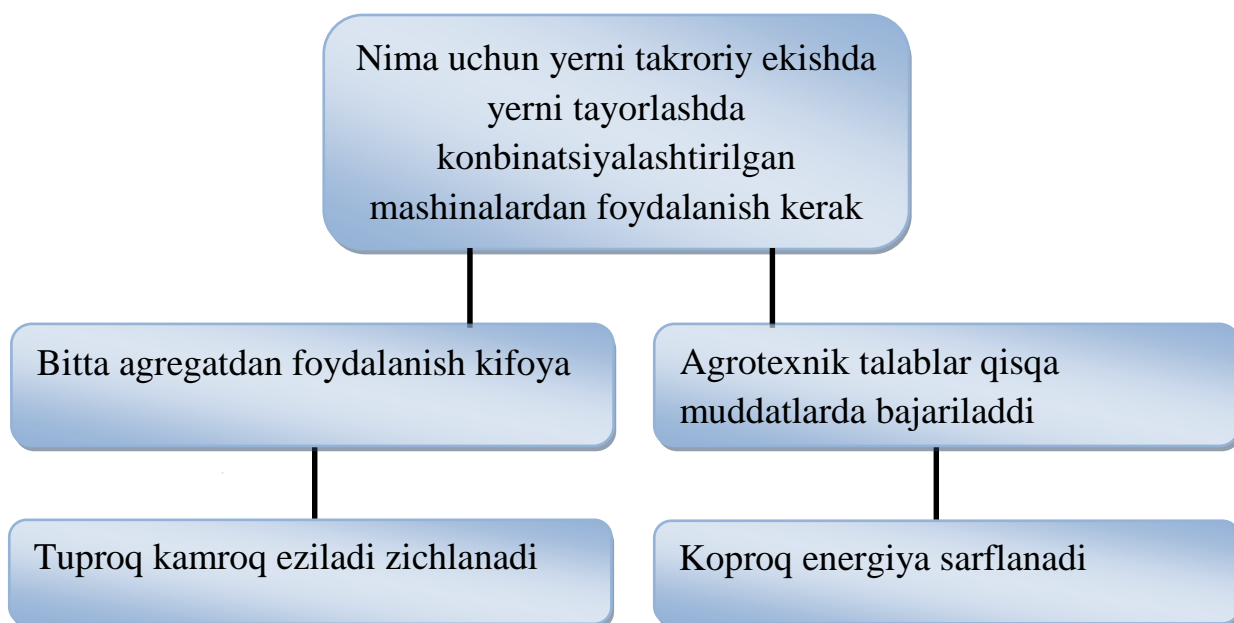 Nima uchun yerni takroriy ekishda
yerni tayorlashda
konbinatsiyalashtirilgan
mashinalardan foydalanish kerak
Bitta agregatdan foydalanish kifoya
Agrotexnik talablar qisqa
muddatlarda bajariladdi
Tuproq kamroq eziladi zichlanadi
Koproq energiya sarflanadi